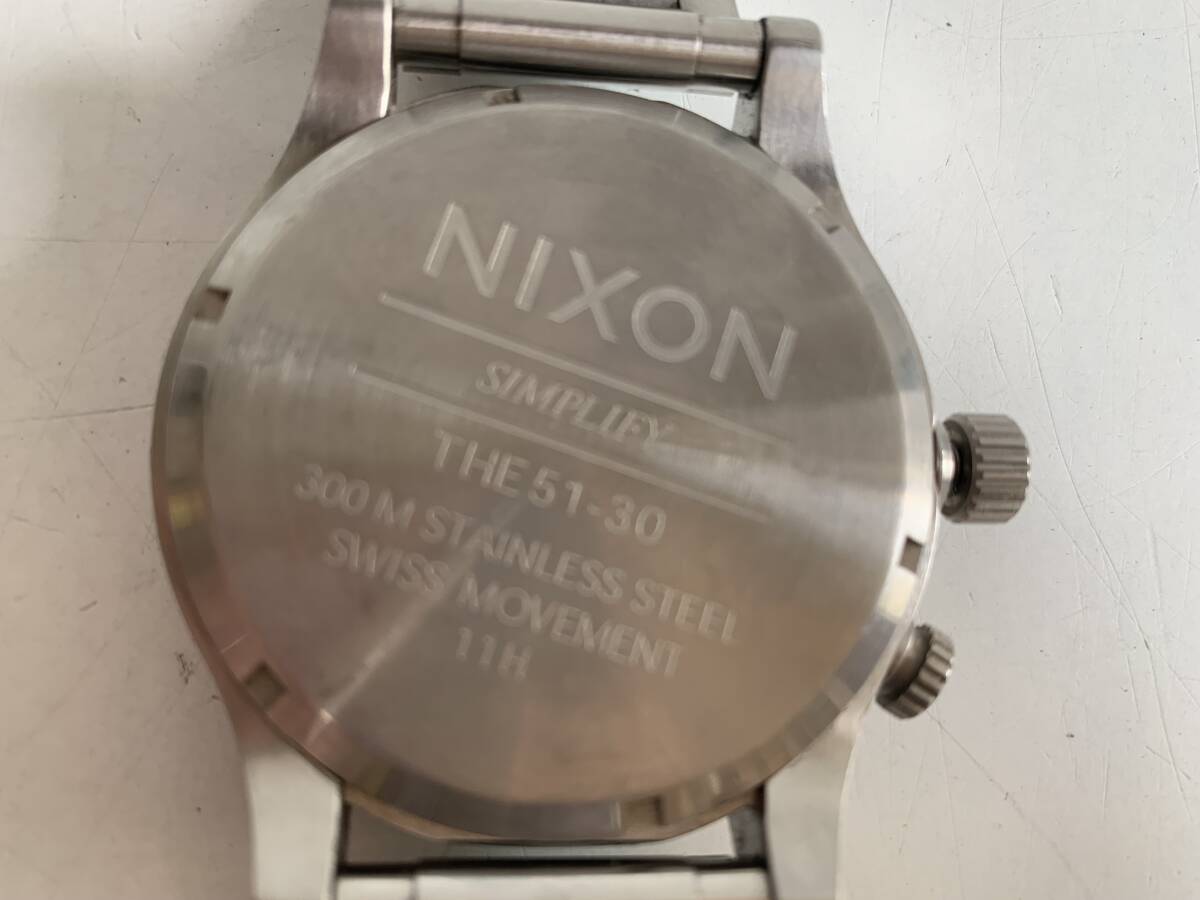 NIXON
SIMPLIFY
THE 51-30
300 M STAINLESS STEEL
SWISS MOVEMENT
11H